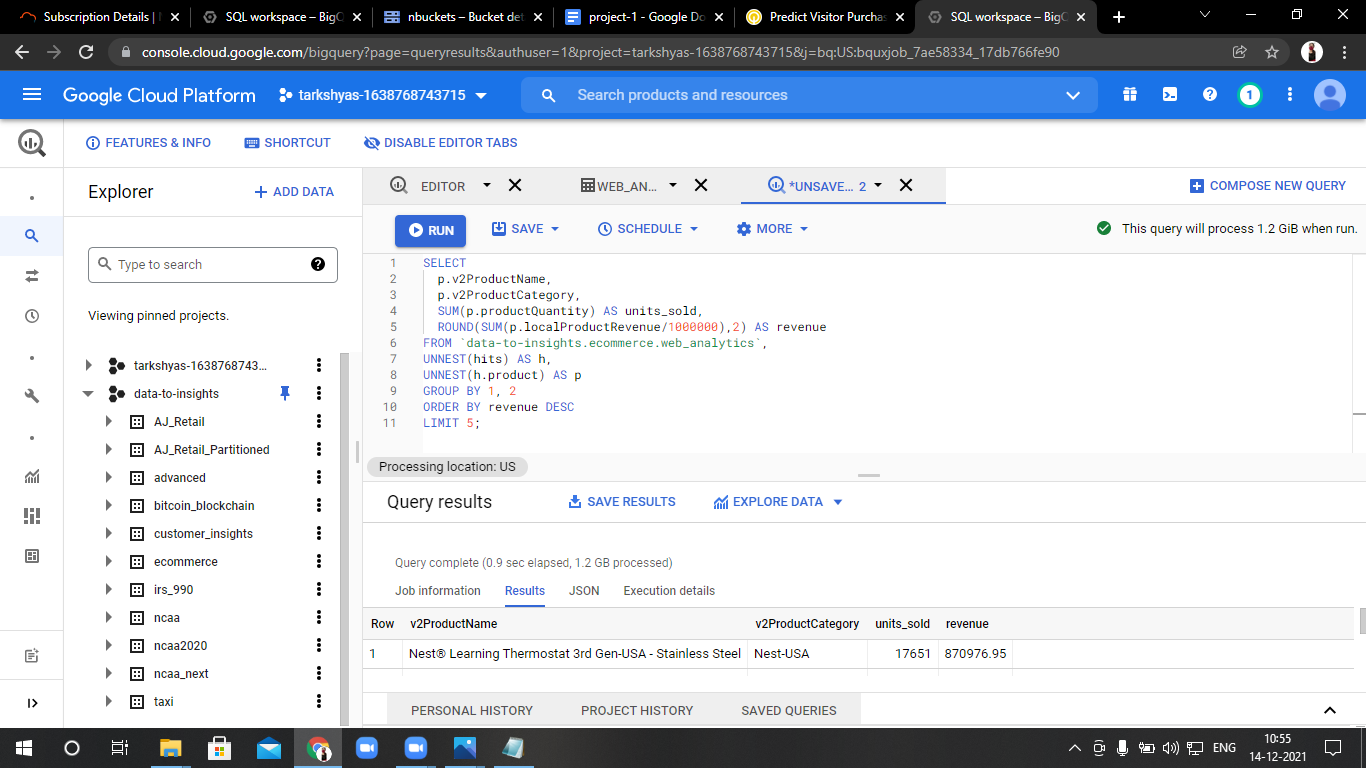 Subscription Details | N
SQL workspace – BigQ
nbuckets – Bucket det
project-1 - Google Do
Predict Visitor Purcha
SQL workspace – BigQ
console.cloud.google.com/bigquery?page=queryresults&authuser=1&project=tarkshyas-1638768743715&j=bq:US:bquxjob_7ae58334_17db766fe90
Google Cloud Platform
tarkshyas-1638768743715
Search products and resources
1
FEATURES & INFO
SHORTCUT
DISABLE EDITOR TABS
Explorer
+ ADD DATA
Type to search
Viewing pinned projects.
tarkshyas-163876874３...
data-to-insights
AJ_Retail
AJ_Retail_Partitioned
advanced
bitcoin_blockchain
customer_insights
ecommerce
irs_990
ncaa
ncaa2020
ncaa_next
taxi
EDITOR
WEB_AN...
*UNSAVE... 2
COMPOSE NEW QUERY
RUN
SAVE
SCHEDULE
MORE
This query will process 1.2 GiB when run.
1 SELECT
2 p.v2ProductName,
3 p.v2ProductCategory,
4 SUM(p.productQuantity) AS units_sold,
5 ROUND(SUM(p.localProductRevenue/1000000),2) AS revenue
6 FROM `data-to-insights.ecommerce.web_analytics`,
7 UNNEST(hits) AS h,
8 UNNEST(h.product) AS p
9 GROUP BY 1, 2
10 ORDER BY revenue DESC
11 LIMIT 5;
Processing location: US
Query results
SAVE RESULTS
EXPLORE DATA
Query complete (0.9 sec elapsed, 1.2 GB processed)
Job information Results JSON Execution details
Row v2ProductName v2ProductCategory units_sold revenue
1 Nest® Learning Thermostat 3rd Gen-USA - Stainless Steel Nest-USA 17651 870976.95
PERSONAL HISTORY PROJECT HISTORY SAVED QUERIES
ENG
10:55
14-12-2021